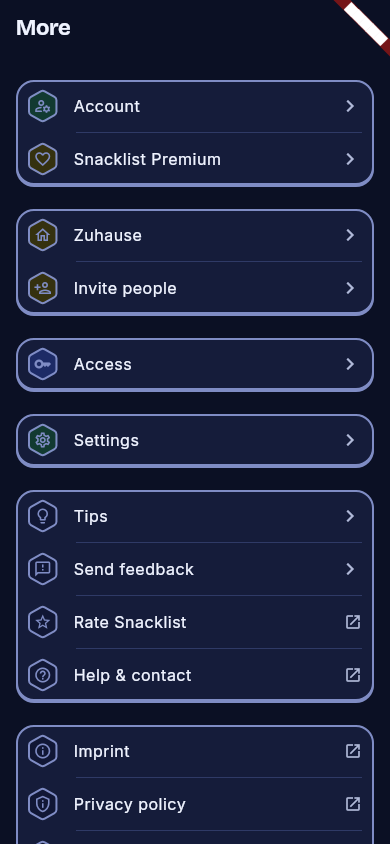 More
Account
Snacklist Premium
Zuhause
Invite people
Access
Settings
Tips
Send feedback
Rate Snacklist
Help & contact
Imprint
Privacy policy